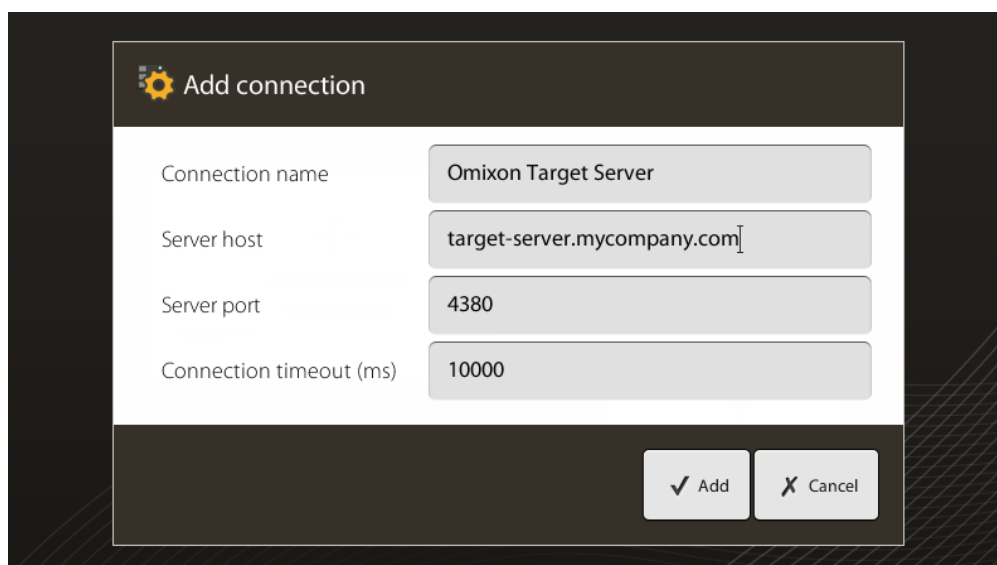 Add connection
Connection name Omixon Target Server
Server host target-server.mycompany.com
Server port 4380
Connection timeout (ms) 10000
Add Cancel